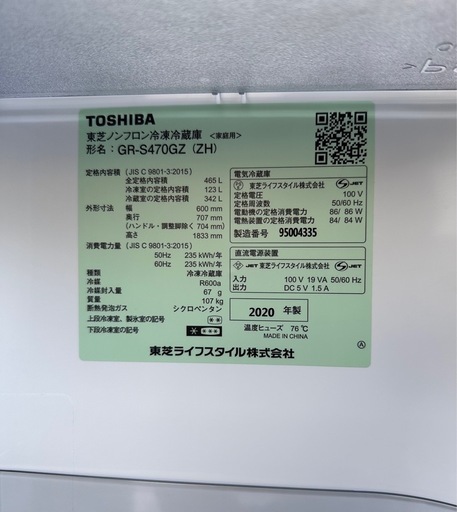 TOSHIBA
東芝ノンフロン冷凍冷蔵庫 <家庭用>
形名: GR-S470GZ (ZH)
定格内容積 (JIS C 9801-3:2015)
全定格内容積 465 L
冷凍室の定格内容積 123 L
冷蔵室の定格内容積 342 L
外形寸法 幅 600 mm
奥行 707 mm
(ハンドル・調整脚除く 704 mm)
高さ 1833 mm
消費電力量 (JIS C 9801-3:2015)
50Hz 235 kWh/年
60Hz 235 kWh/年
種類 冷凍冷蔵庫
冷媒 R600a
冷媒封入量 67 g
質量 107 kg
断熱発泡ガス シクロペンタン
上段冷凍室、製氷室の記号
下段冷凍室の記号
電気冷蔵庫
東芝ライフスタイル株式会社 JET
定格電圧 100 V
定格周波数 50/60 Hz
電動機の定格消費電力 86/ 86 W
電熱装置の定格消費電力 84/ 84 W
製造番号 95004335
直流電源装置
JET 東芝ライフスタイル株式会社 JET
入力 100 V 19 VA 50/60 Hz
出力 DC 5 V 1.5 A
2020 年製
温度ヒューズ 76℃
MADE IN CHINA
東芝ライフスタイル株式会社
A